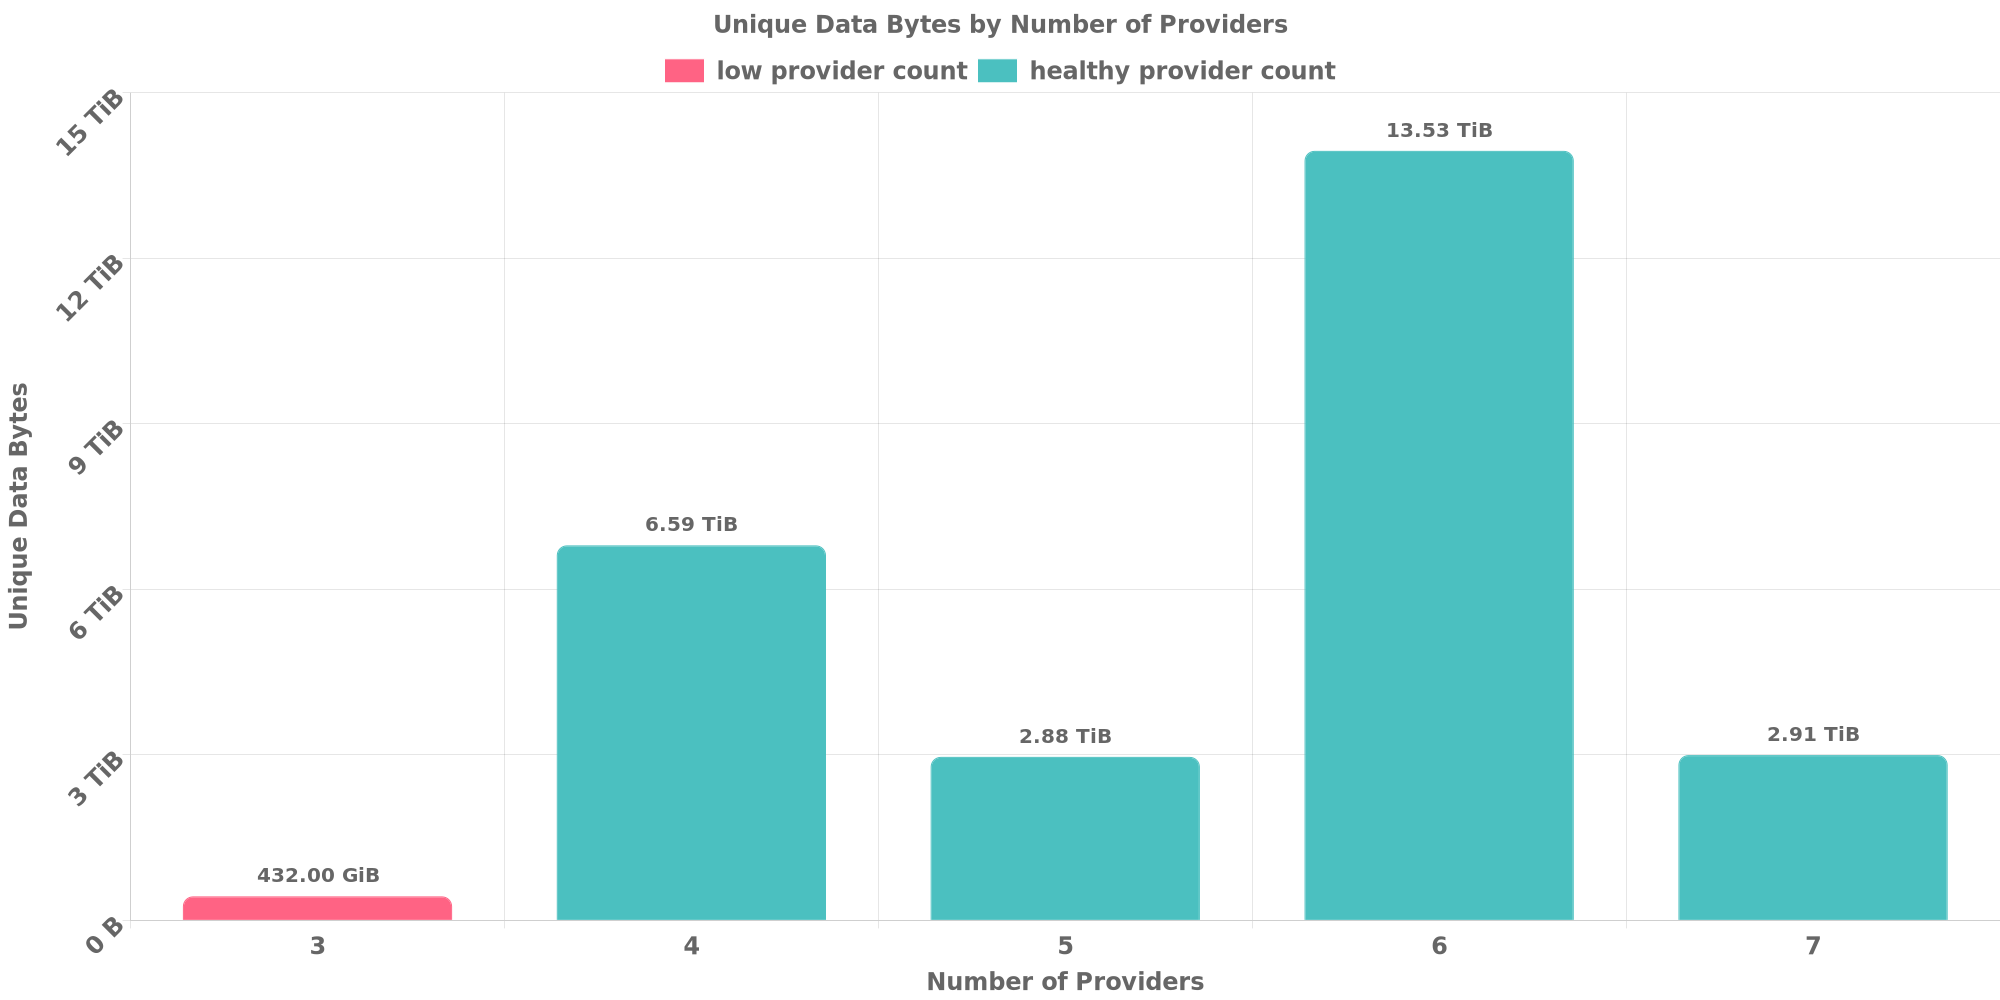 Unique Data Bytes by Number of Providers
low provider count healthy provider count
15 TiB
12 TiB
9 TiB
6 TiB
3 TiB
0 B
Unique Data Bytes
432.00 GiB
6.59 TiB
2.88 TiB
13.53 TiB
2.91 TiB
3 4 5 6 7
Number of Providers